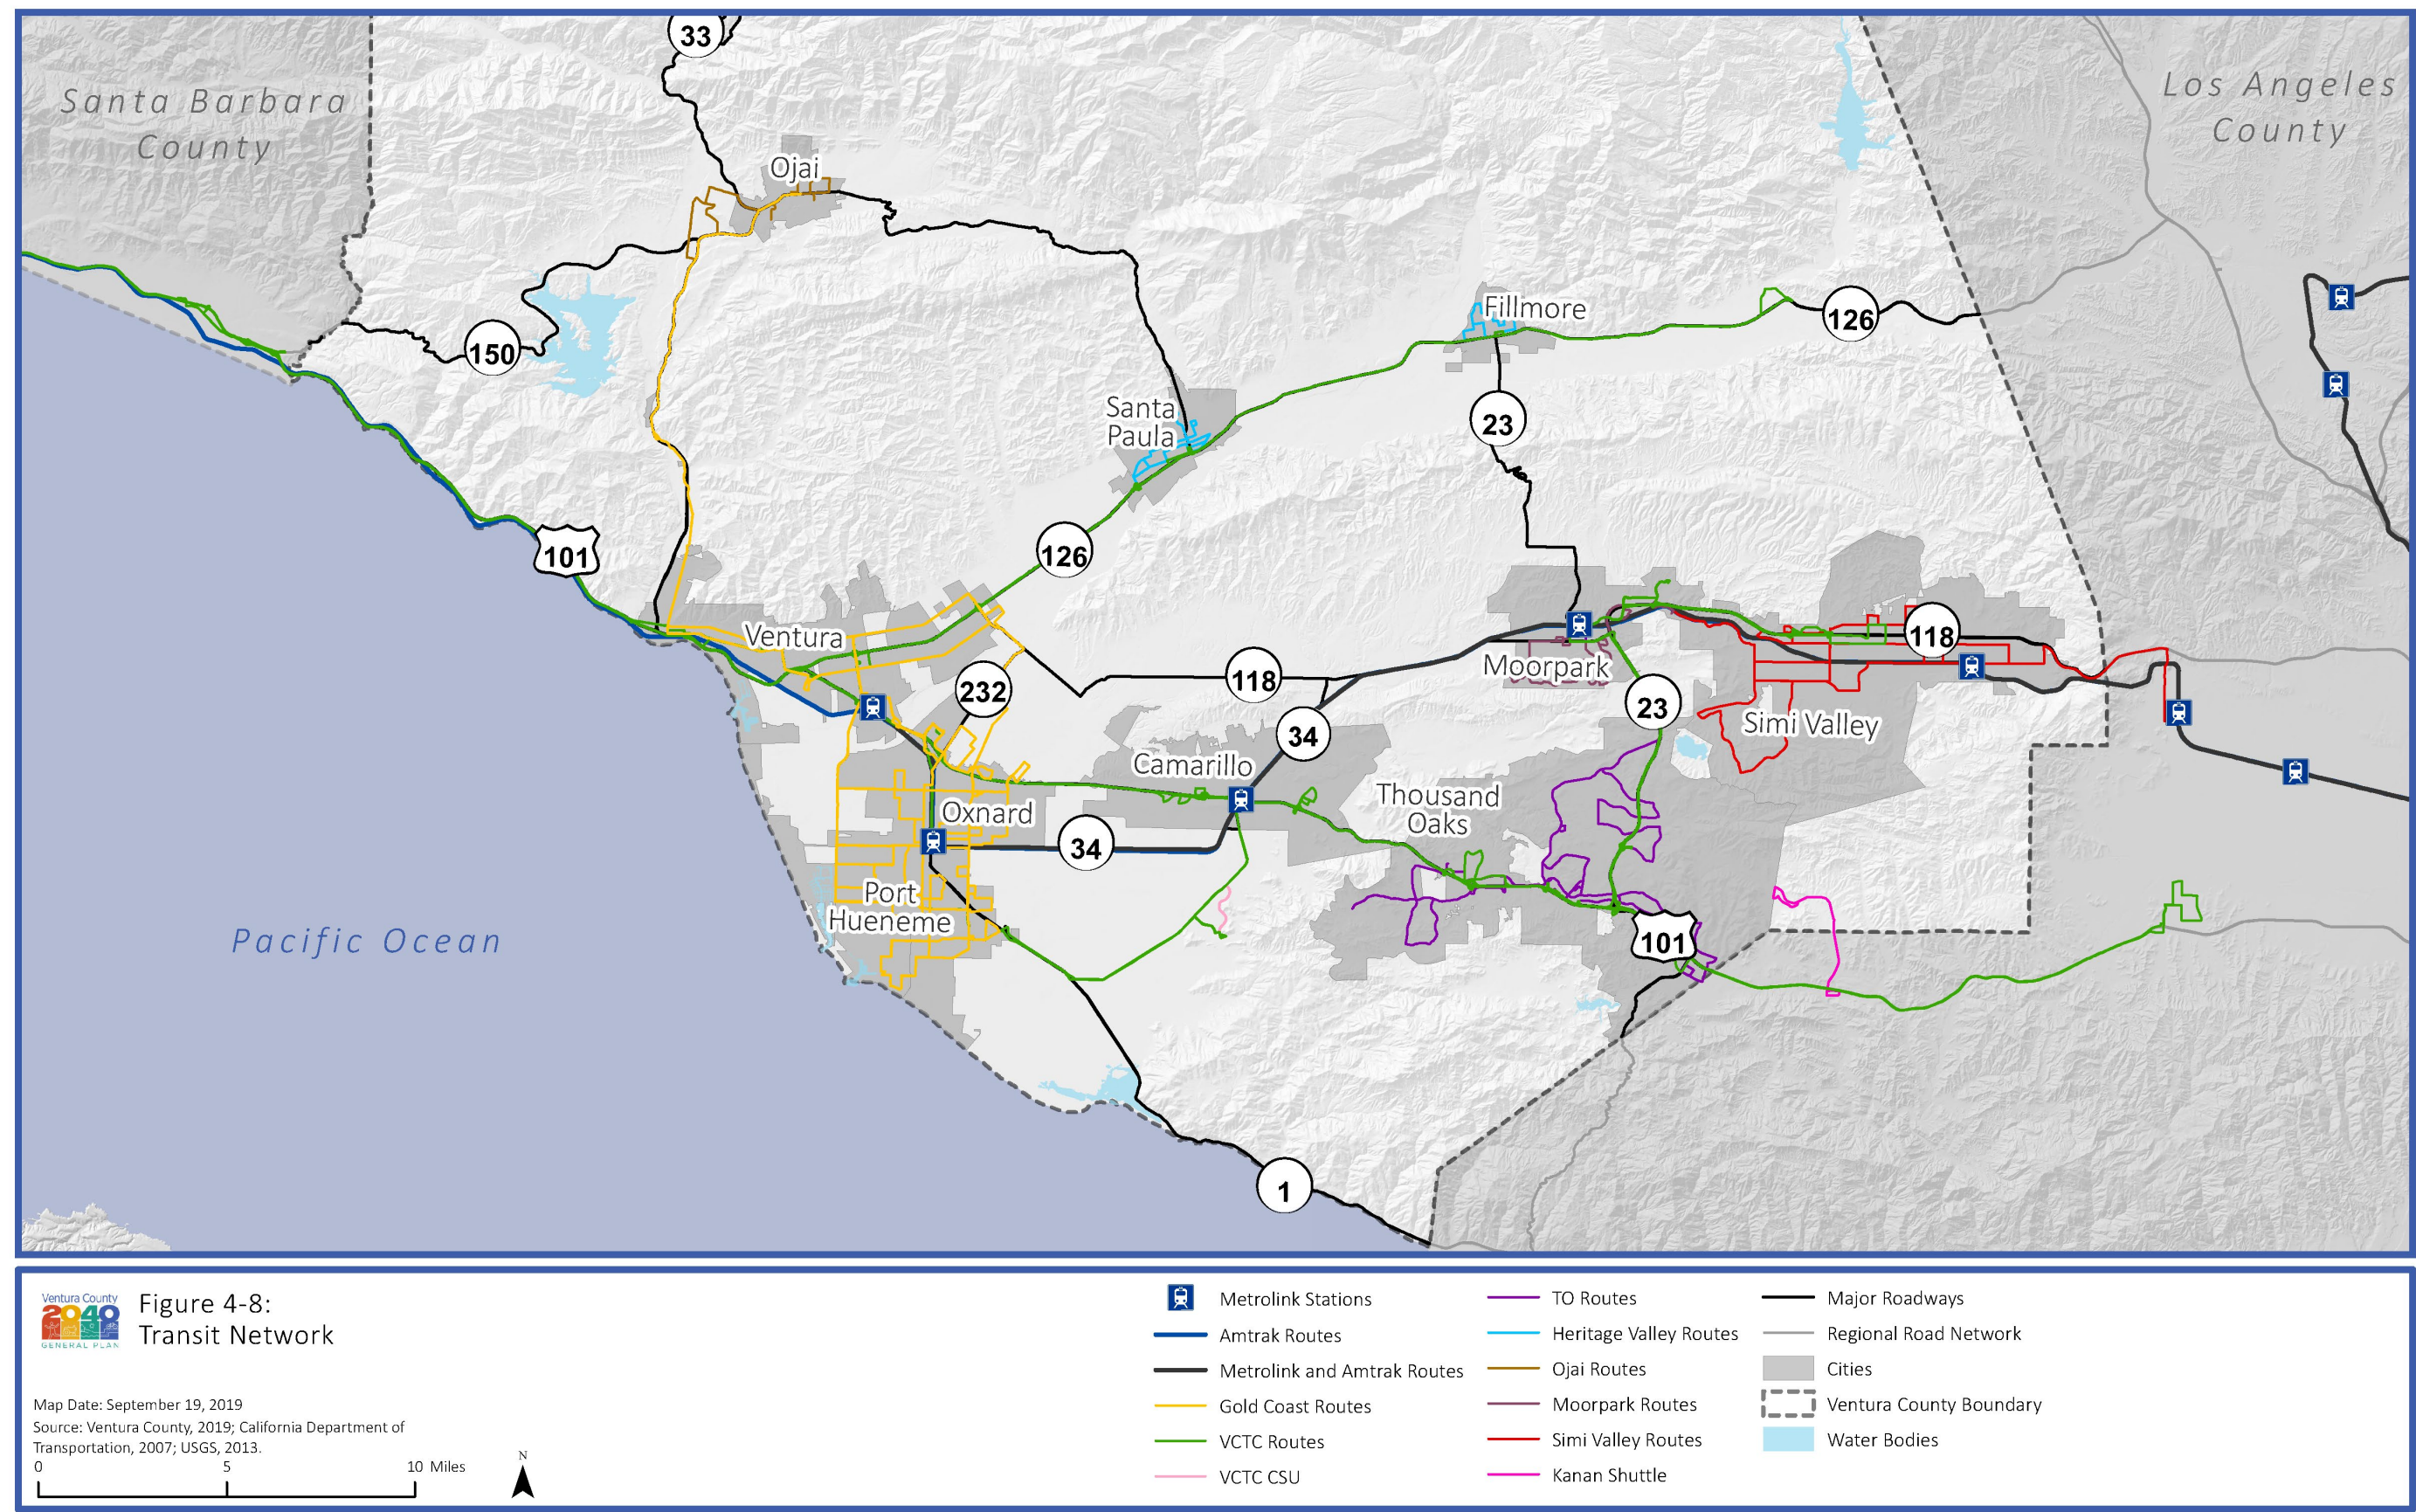 33
Santa Barbara
County
Los Angeles
County
Ojai
Fillmore
126
150
Santa
Paula
23
101
126
Ventura
118
232
118
Moorpark
23
34
Simi Valley
Camarillo
Thousand
Oaks
Oxnard
34
Port
Hueneme
101
Pacific Ocean
1
Ventura County
2040
GENERAL PLAN
Figure 4-8:
Transit Network
Map Date: September 19, 2019
Source: Ventura County, 2019; California Department of
Transportation, 2007; USGS, 2013.
0 5 10 Miles
N
Metrolink Stations
Amtrak Routes
Metrolink and Amtrak Routes
Gold Coast Routes
VCTC Routes
VCTC CSU
TO Routes
Heritage Valley Routes
Ojai Routes
Moorpark Routes
Simi Valley Routes
Kanan Shuttle
Major Roadways
Regional Road Network
Cities
Ventura County Boundary
Water Bodies